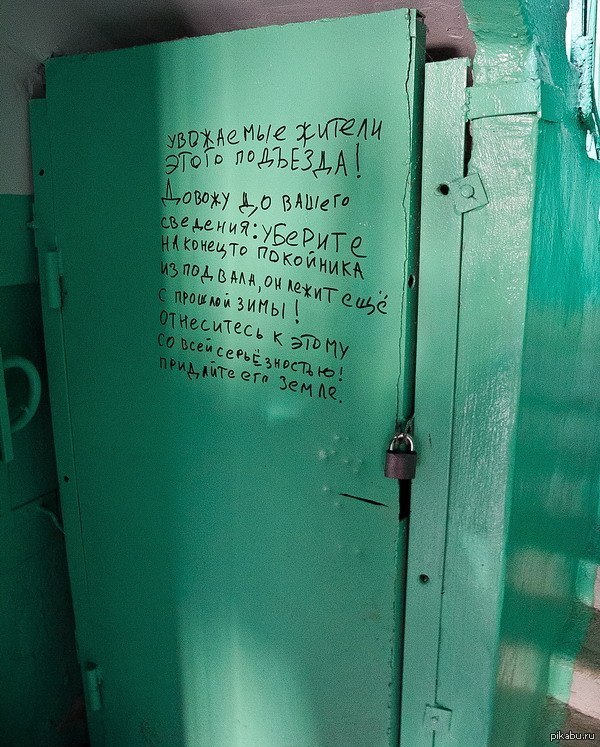 УВАЖАЕМЫЕ ЖИТЕЛИ
ЭТОГО ПОДЪЕЗДА!
ДОВОЖУ ДО ВАШЕГО
СВЕДЕНИЯ: УБЕРИТЕ
НАКОНЕЦТО ПОКОЙНИКА
ИЗ ПОДВАЛА, ОН ЛЕЖИТ ЕЩЁ
С ПРОШЛОЙ ЗИМЫ!
ОТНЕСИТЕСЬ К ЭТОМУ
СО ВСЕЙ СЕРЬЁЗНОСТЬЮ!
ПРИДАЙТЕ ЕГО ЗЕМЛЕ.
pikabu.ru